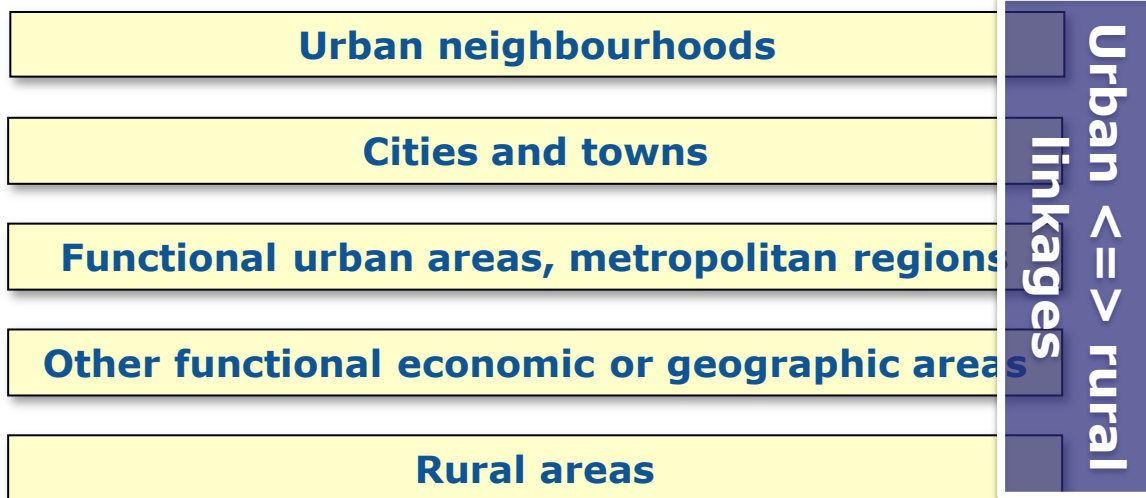 Urban neighbourhoods
Cities and towns
Functional urban areas, metropolitan regions
Other functional economic or geographic areas
Rural areas
Urban <=> rural
linkages